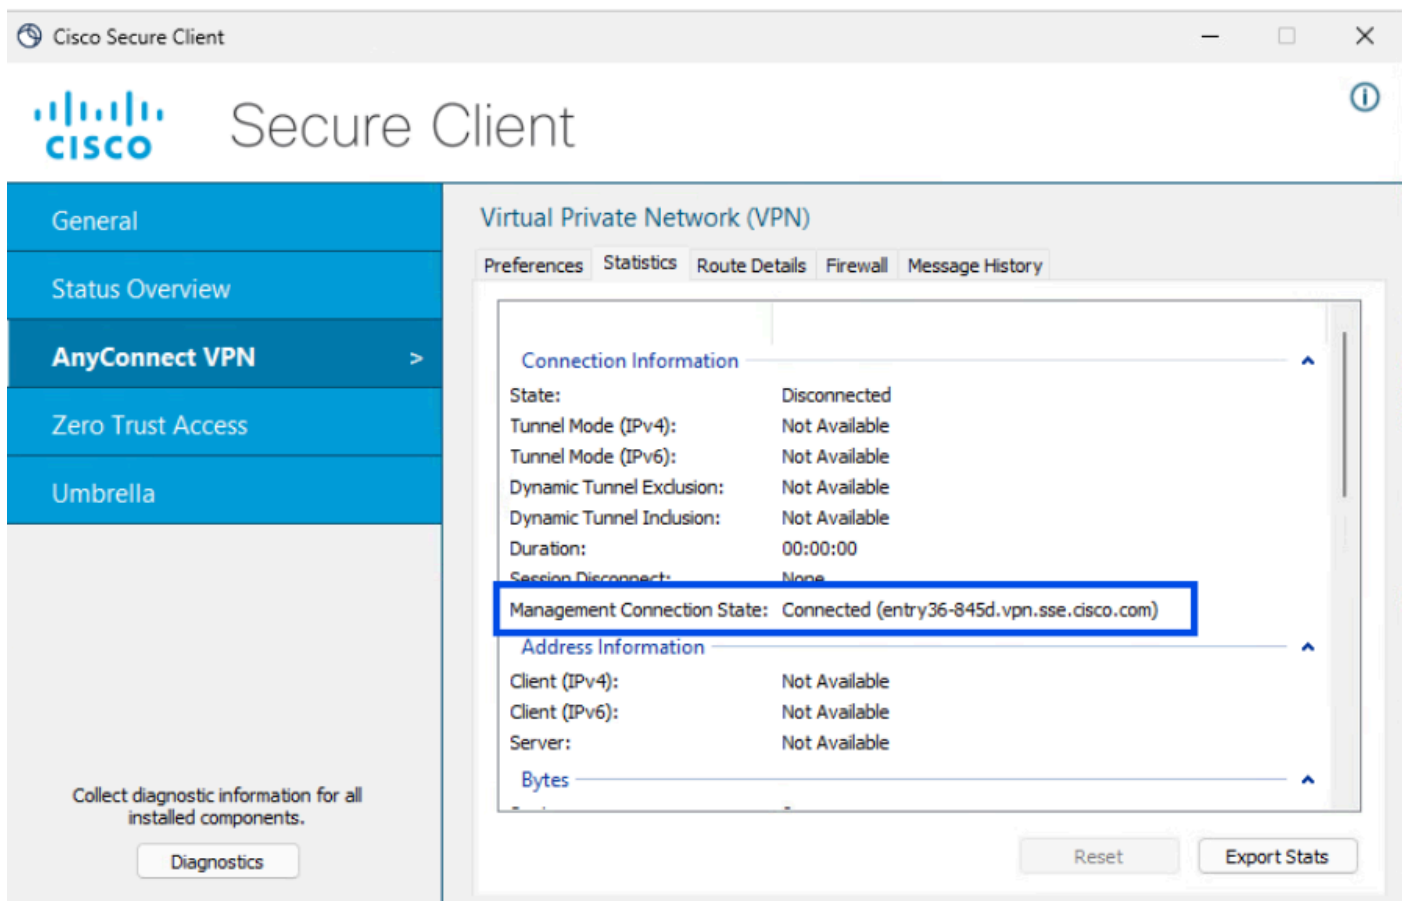 Cisco Secure Client
CISCO
Secure Client
General
Status Overview
AnyConnect VPN >
Zero Trust Access
Umbrella
Collect diagnostic information for all
installed components.
Diagnostics
Virtual Private Network (VPN)
Preferences Statistics Route Details Firewall Message History
Connection Information
State: Disconnected
Tunnel Mode (IPv4): Not Available
Tunnel Mode (IPv6): Not Available
Dynamic Tunnel Exclusion: Not Available
Dynamic Tunnel Inclusion: Not Available
Duration: 00:00:00
Session Disconnect: None
Management Connection State: Connected (entry36-845d.vpn.sse.cisco.com)
Address Information
Client (IPv4): Not Available
Client (IPv6): Not Available
Server: Not Available
Bytes
Reset Export Stats